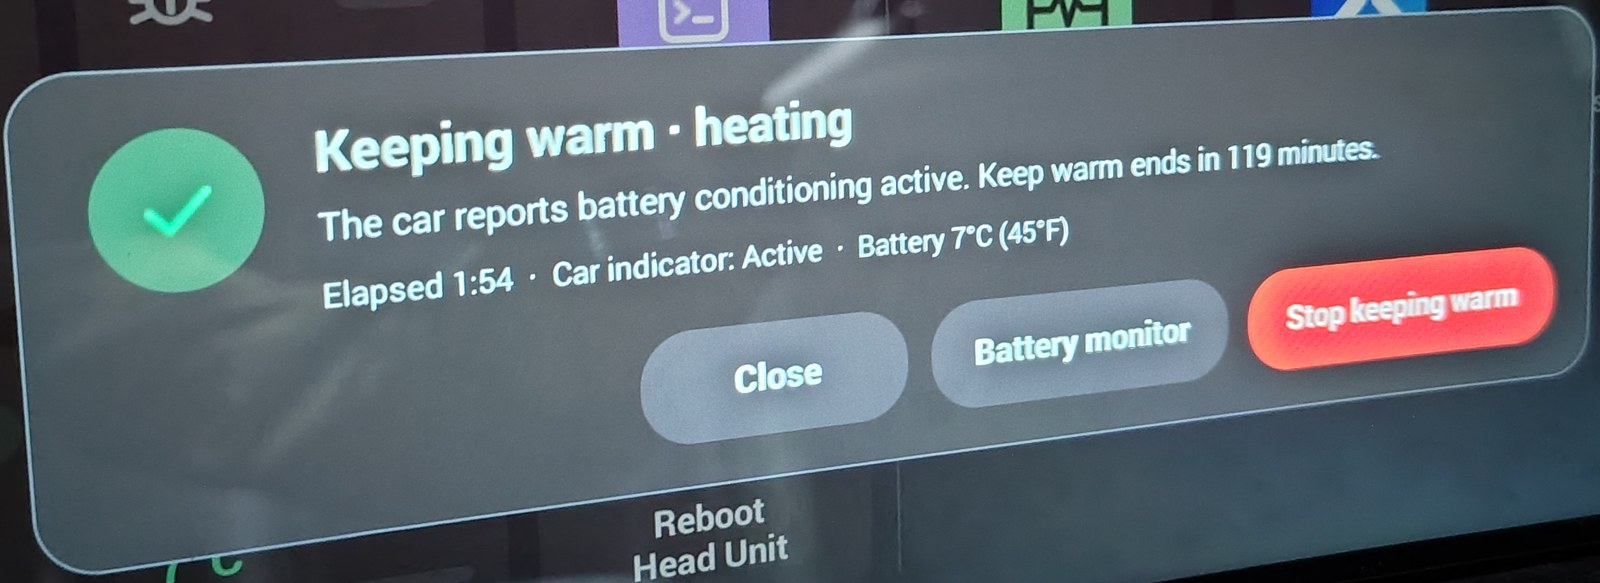 Keeping warm · heating
The car reports battery conditioning active. Keep warm ends in 119 minutes.
Elapsed 1:54 · Car indicator: Active · Battery 7°C (45°F)
Close
Battery monitor
Stop keeping warm
Reboot
Head Unit